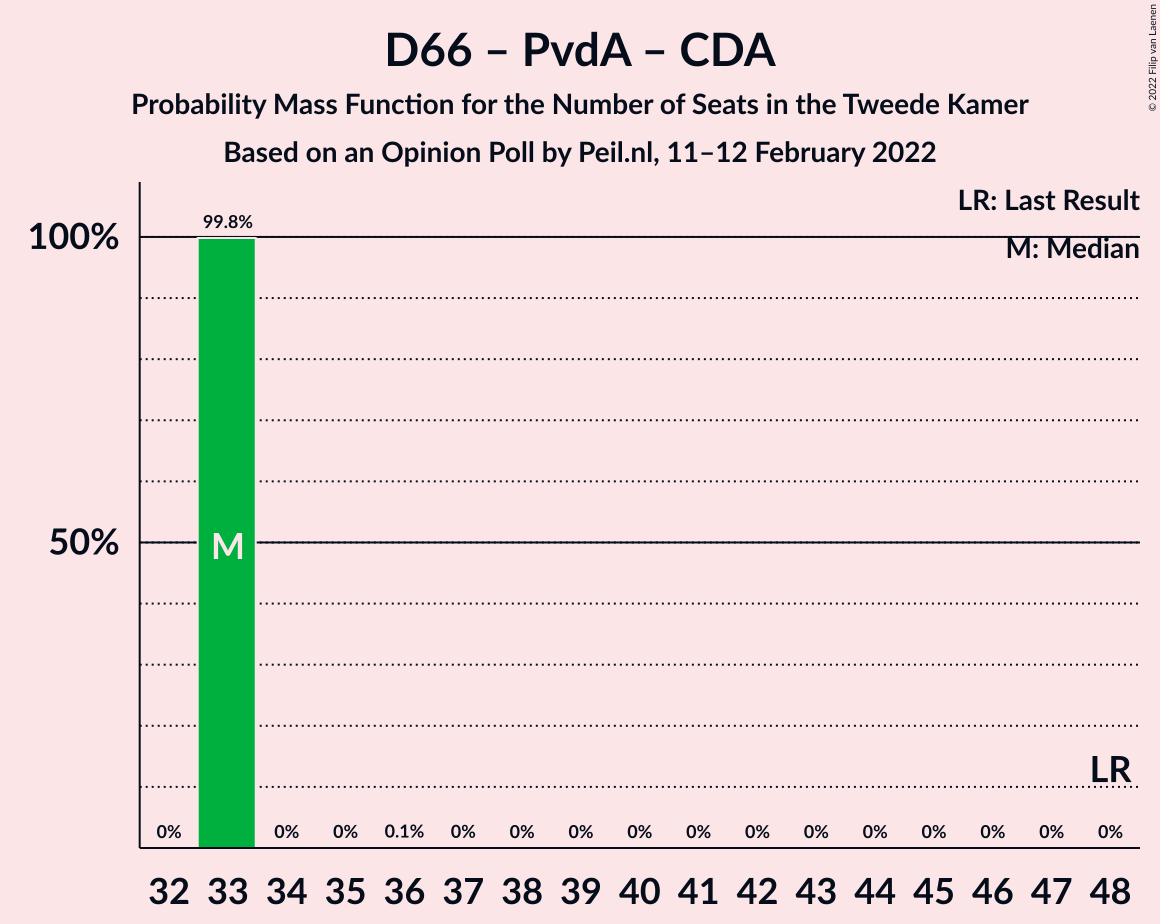 D66 – PvdA – CDA
Probability Mass Function for the Number of Seats in the Tweede Kamer
Based on an Opinion Poll by Peil.nl, 11–12 February 2022
© 2022 Filip van Laenen
LR: Last Result
M: Median
100%
50%
99.8%
M
LR
0% 0% 0% 0.1% 0% 0% 0% 0% 0% 0% 0% 0% 0% 0% 0% 0%
32 33 34 35 36 37 38 39 40 41 42 43 44 45 46 47 48